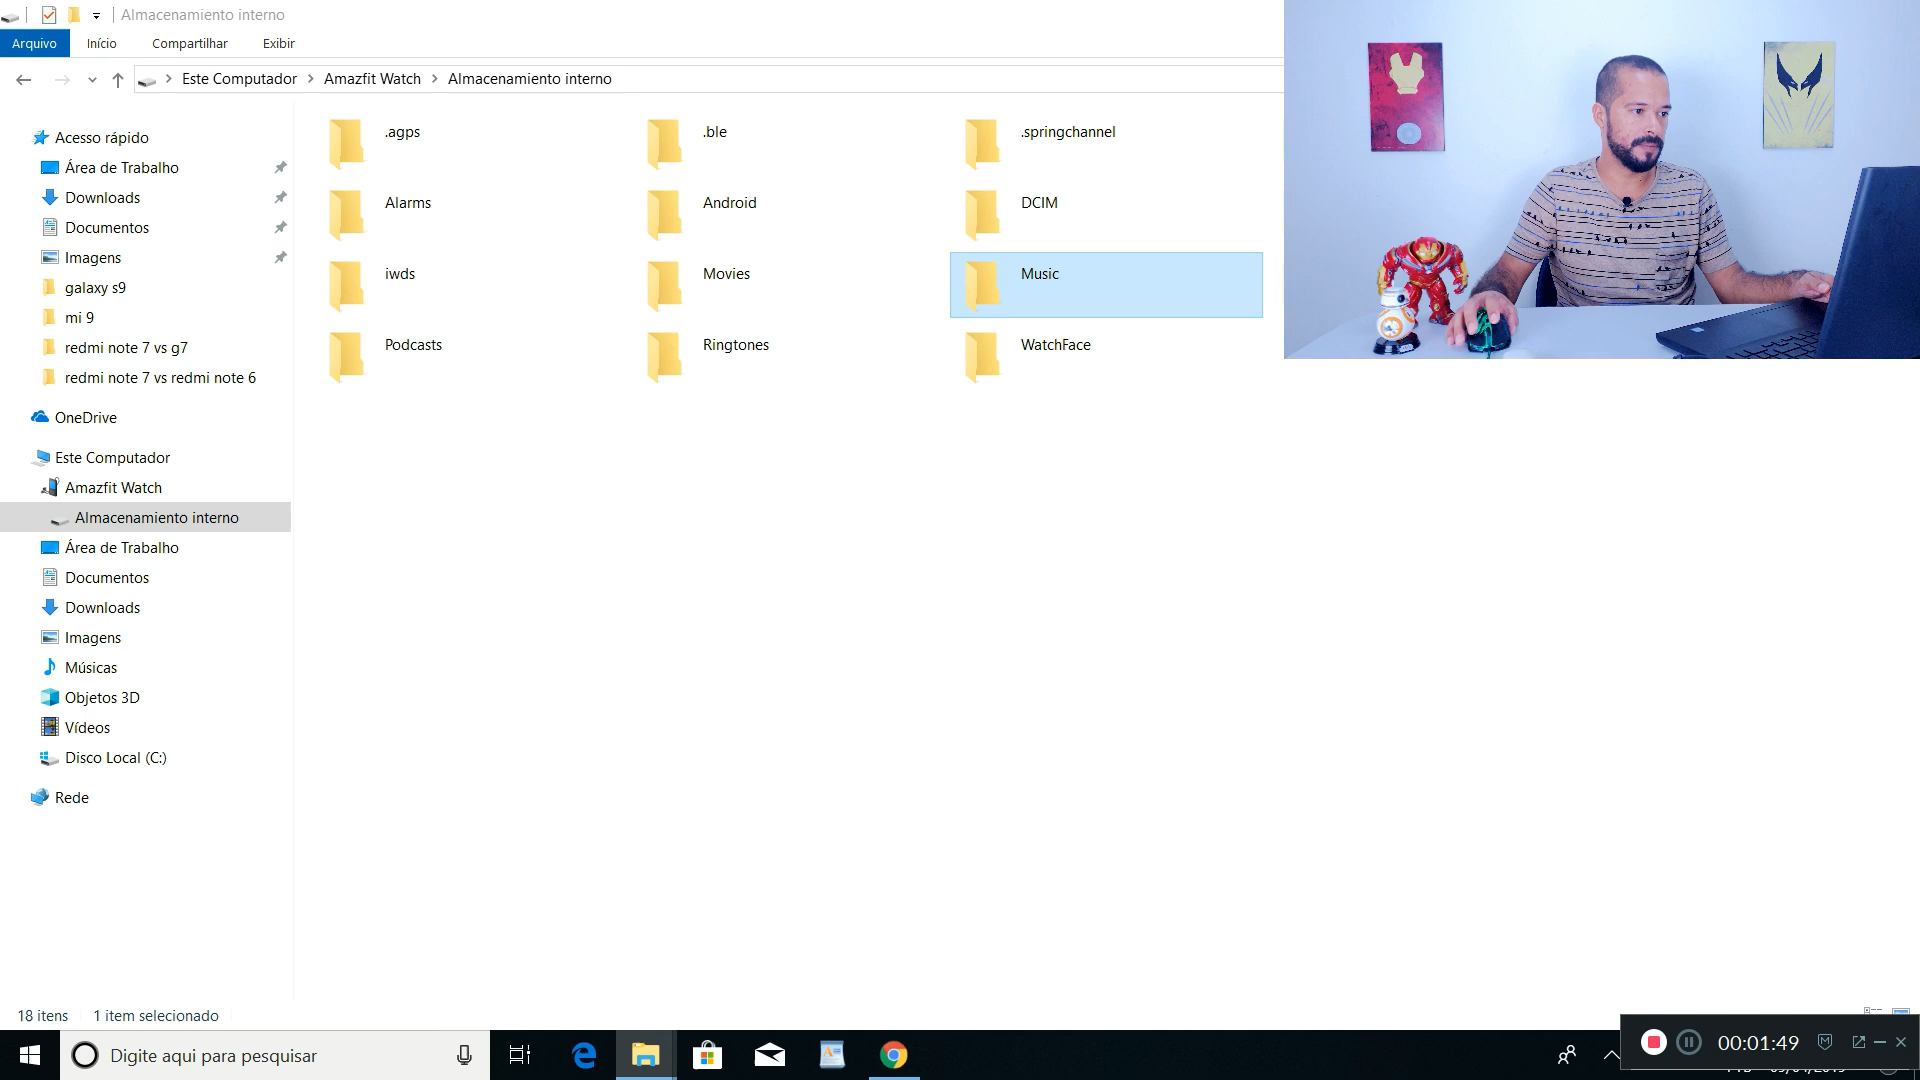 Almacenamiento interno
Arquivo Início Compartilhar Exibir
Este Computador Amazfit Watch Almacenamiento interno
Acesso rápido
Área de Trabalho
Downloads
Documentos
Imagens
galaxy s9
mi 9
redmi note 7 vs g7
redmi note 7 vs redmi note 6
OneDrive
Este Computador
Amazfit Watch
Almacenamiento interno
Área de Trabalho
Documentos
Downloads
Imagens
Músicas
Objetos 3D
Vídeos
Disco Local (C:)
Rede
.agps .ble .springchannel
Alarms Android DCIM
iwds Movies Music
Podcasts Ringtones WatchFace
18 itens 1 item selecionado
Digite aqui para pesquisar
00:01:49